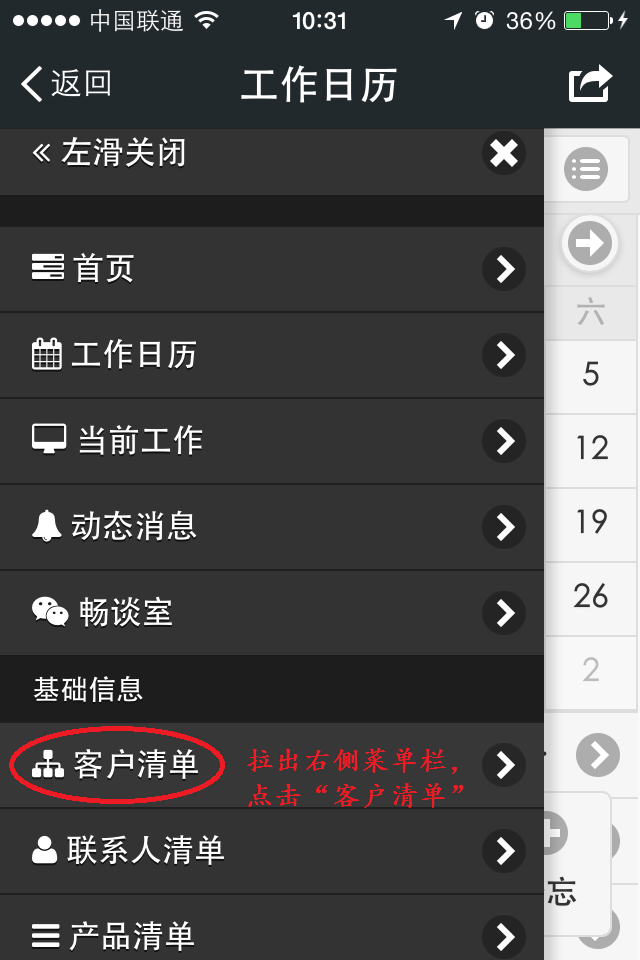 中国联通 10:31 36%
返回 工作日历
左滑关闭
首页
六
工作日历
5
当前工作
12
动态消息
19
畅谈室
26
2
基础信息
客户清单
拉出右侧菜单栏，
点击“客户清单”
联系人清单
忘
产品清单